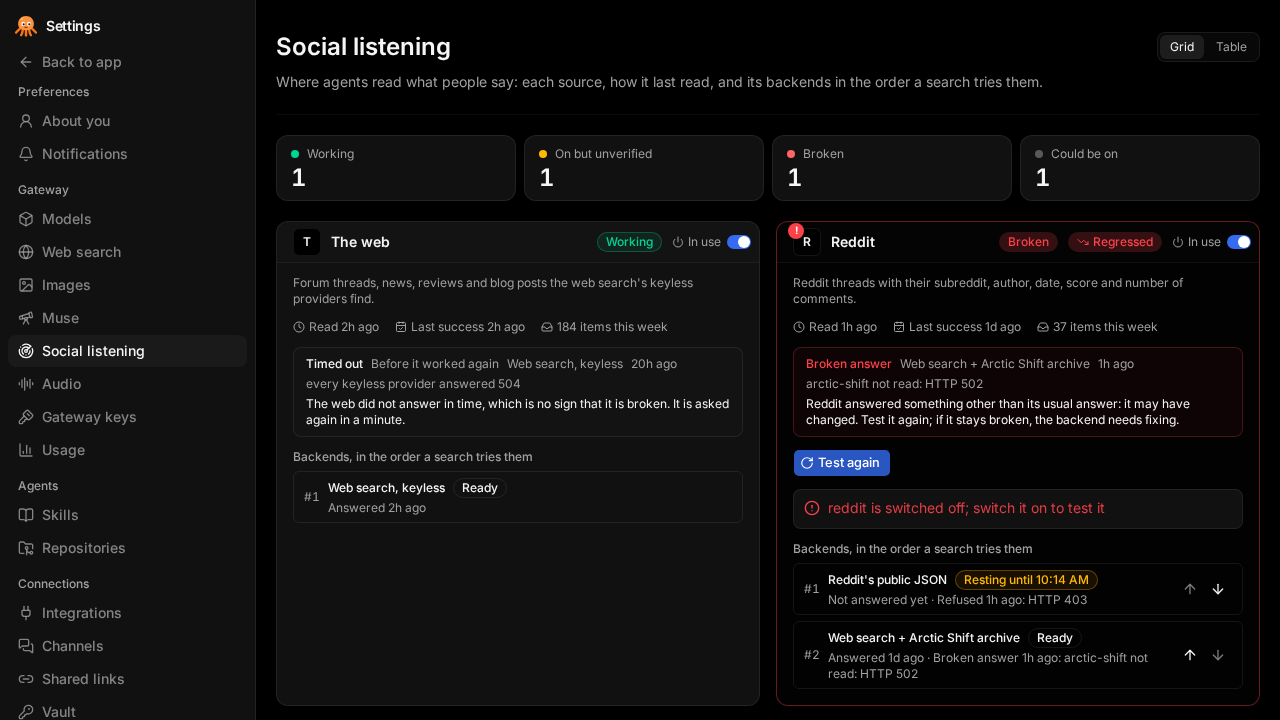 Settings
Back to app
Preferences
About you
Notifications
Gateway
Models
Web search
Images
Muse
Social listening
Audio
Gateway keys
Usage
Agents
Skills
Repositories
Connections
Integrations
Channels
Shared links
Vault
Social listening
Grid
Table
Where agents read what people say: each source, how it last read, and its backends in the order a search tries them.
Working
1
On but unverified
1
Broken
1
Could be on
1
T
The web
Working
In use
Forum threads, news, reviews and blog posts the web search's keyless
providers find.
Read 2h ago
Last success 2h ago
184 items this week
Timed out Before it worked again Web search, keyless 20h ago
every keyless provider answered 504
The web did not answer in time, which is no sign that it is broken. It is asked
again in a minute.
Backends, in the order a search tries them
#1
Web search, keyless
Ready
Answered 2h ago
!
R
Reddit
Broken
Regressed
In use
Reddit threads with their subreddit, author, date, score and number of
comments.
Read 1h ago
Last success 1d ago
37 items this week
Broken answer Web search + Arctic Shift archive 1h ago
arctic-shift not read: HTTP 502
Reddit answered something other than its usual answer: it may have
changed. Test it again; if it stays broken, the backend needs fixing.
Test again
reddit is switched off; switch it on to test it
Backends, in the order a search tries them
#1
Reddit's public JSON
Resting until 10:14 AM
Not answered yet · Refused 1h ago: HTTP 403
#2
Web search + Arctic Shift archive
Ready
Answered 1d ago · Broken answer 1h ago: arctic-shift not
read: HTTP 502